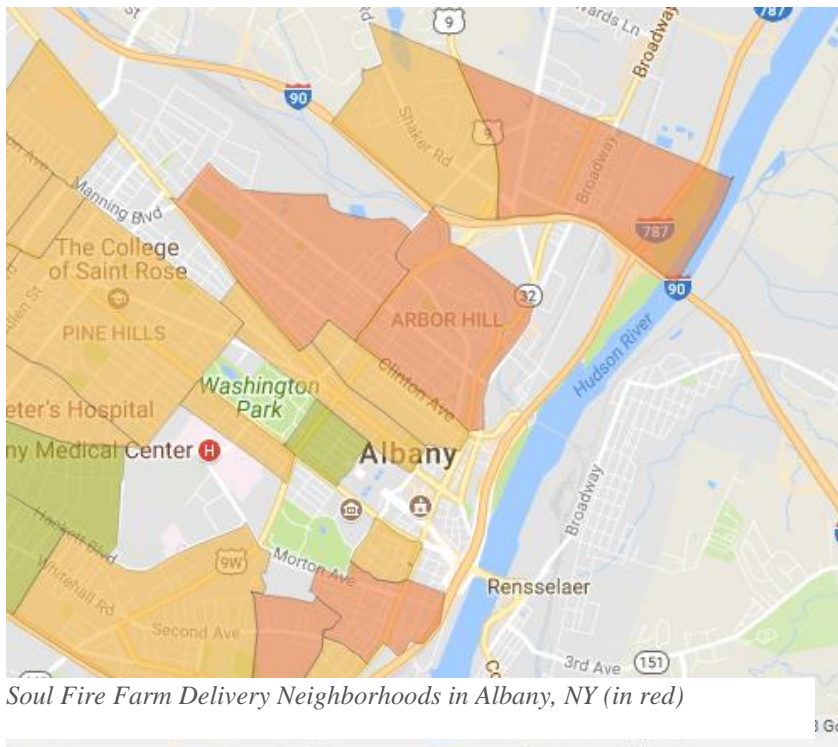 9
787
Broadway
90
Shaker Rd
9
Broadway
Manning Blvd
The College
of Saint Rose
787
90
32
ARBOR HILL
PINE HILLS
Hudson River
Clinton Ave
Washington
Park
eter's Hospital
ny Medical Center H
Albany
Hackett Blvd
Broadway
Morton Ave
9W
Whitehall Rd
Rensselaer
Second Ave
3rd Ave 151
Soul Fire Farm Delivery Neighborhoods in Albany, NY (in red)